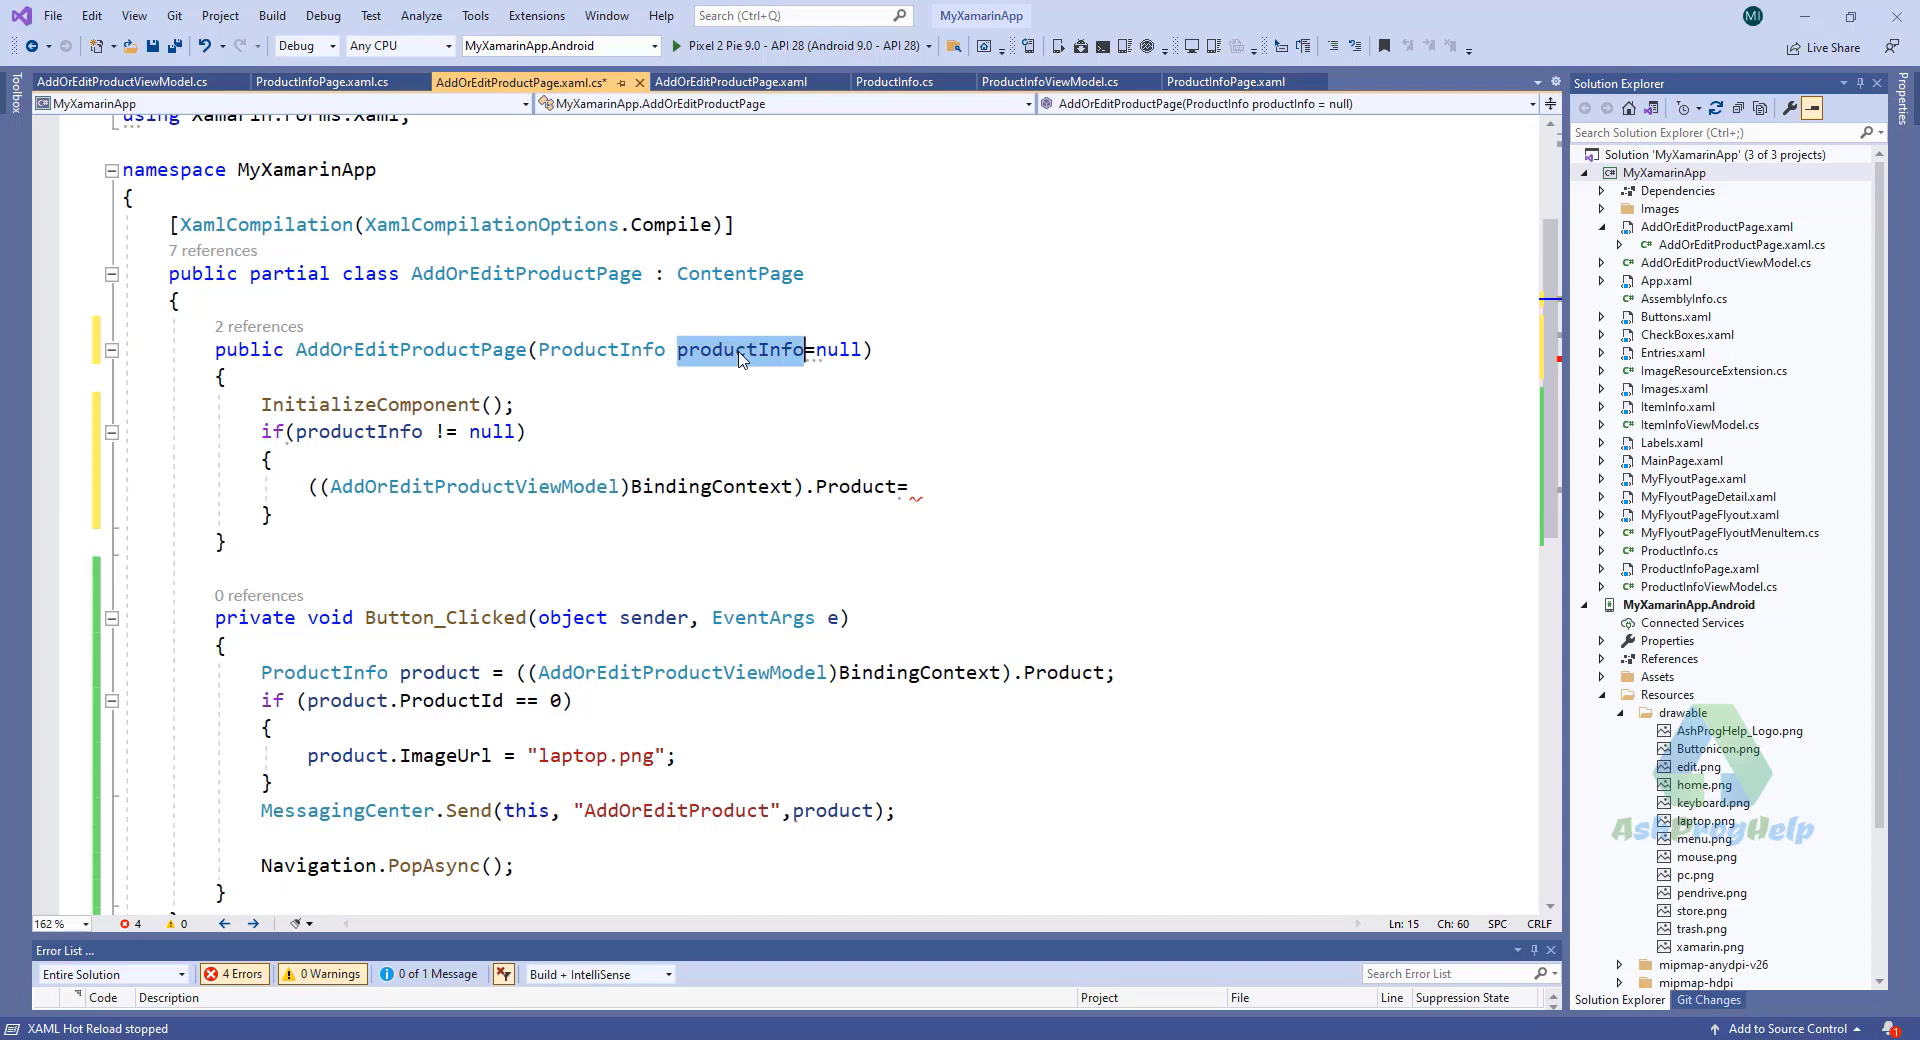 File Edit View Git Project Build Debug Test Analyze Tools Extensions Window Help Search (Ctrl+Q) MyXamarinApp MI
Debug Any CPU MyXamarinApp.Android Pixel 2 Pie 9.0 - API 28 (Android 9.0 - API 28) Live Share
Toolbox
AddOrEditProductViewModel.cs ProductInfoPage.xaml.cs AddOrEditProductPage.xaml.cs* AddOrEditProductPage.xaml ProductInfo.cs ProductInfoViewModel.cs ProductInfoPage.xaml
MyXamarinApp MyXamarinApp.AddOrEditProductPage AddOrEditProductPage(ProductInfo productInfo = null)
using Xamarin.Forms.Xaml;
namespace MyXamarinApp
{
[XamlCompilation(XamlCompilationOptions.Compile)]
7 references
public partial class AddOrEditProductPage : ContentPage
{
2 references
public AddOrEditProductPage(ProductInfo productInfo=null)
{
InitializeComponent();
if(productInfo != null)
{
((AddOrEditProductViewModel)BindingContext).Product=
}
}
0 references
private void Button_Clicked(object sender, EventArgs e)
{
ProductInfo product = ((AddOrEditProductViewModel)BindingContext).Product;
if (product.ProductId == 0)
{
product.ImageUrl = "laptop.png";
}
MessagingCenter.Send(this, "AddOrEditProduct",product);
Navigation.PopAsync();
}
162 % 4 0 Ln: 15 Ch: 60 SPC CRLF
Error List ...
Entire Solution 4 Errors 0 Warnings 0 of 1 Message Build + IntelliSense Search Error List
Code Description Project File Line Suppression State
XAML Hot Reload stopped Add to Source Control 1
Solution Explorer
Search Solution Explorer (Ctrl+;)
Solution 'MyXamarinApp' (3 of 3 projects)
MyXamarinApp
Dependencies
Images
AddOrEditProductPage.xaml
AddOrEditProductPage.xaml.cs
AddOrEditProductViewModel.cs
App.xaml
AssemblyInfo.cs
Buttons.xaml
CheckBoxes.xaml
Entries.xaml
ImageResourceExtension.cs
Images.xaml
ItemInfo.xaml
ItemInfoViewModel.cs
Labels.xaml
MainPage.xaml
MyFlyoutPage.xaml
MyFlyoutPageDetail.xaml
MyFlyoutPageFlyout.xaml
MyFlyoutPageFlyoutMenuItem.cs
ProductInfo.cs
ProductInfoPage.xaml
ProductInfoViewModel.cs
MyXamarinApp.Android
Connected Services
Properties
References
Assets
Resources
drawable
AshProgHelp_Logo.png
Buttonicon.png
edit.png
home.png
keyboard.png
laptop.png
AshProgHelp
menu.png
mouse.png
pc.png
pendrive.png
store.png
trash.png
xamarin.png
mipmap-anydpi-v26
mipmap-hdpi
Solution Explorer Git Changes
Properties